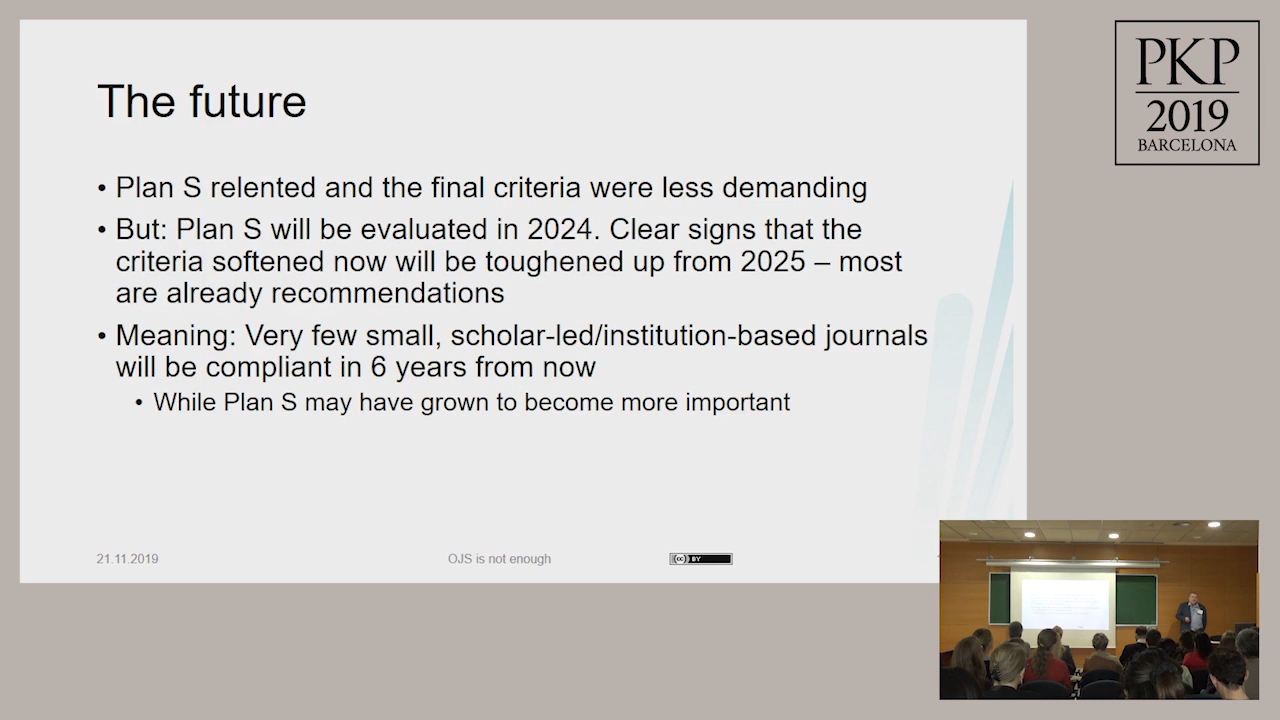 The future
• Plan S relented and the final criteria were less demanding
• But: Plan S will be evaluated in 2024. Clear signs that the
criteria softened now will be toughened up from 2025 – most
are already recommendations
• Meaning: Very few small, scholar-led/institution-based journals
will be compliant in 6 years from now
• While Plan S may have grown to become more important
21.11.2019
OJS is not enough
cc BY
PKP
2019
BARCELONA